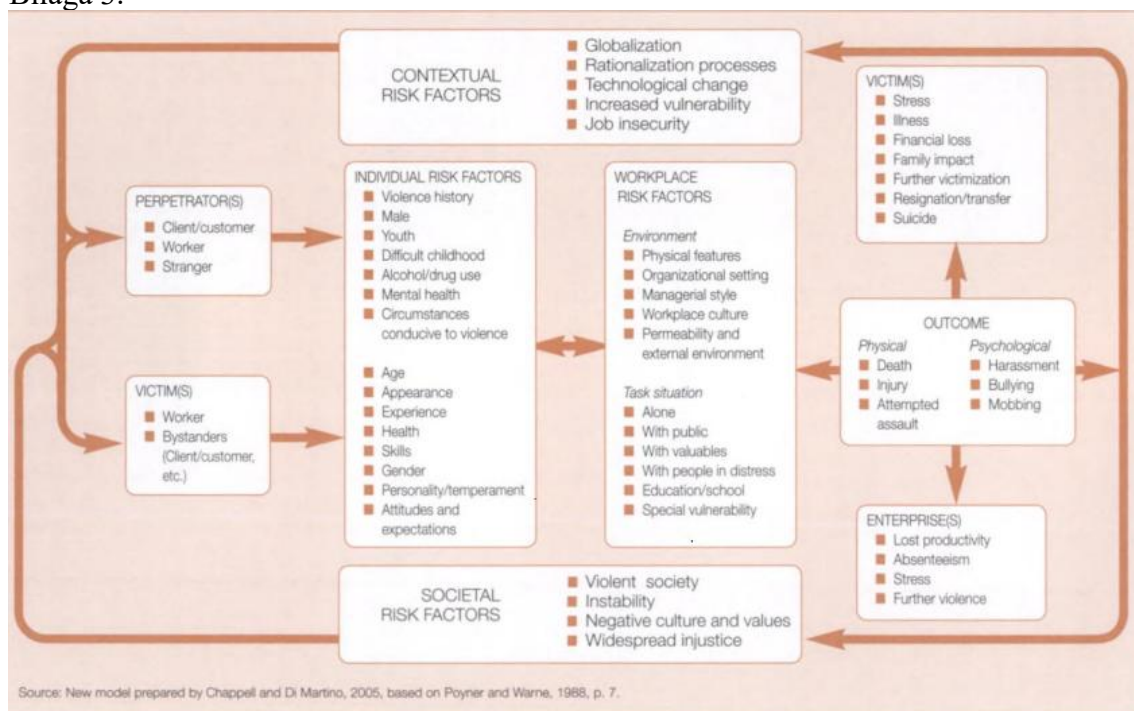 Bilaga 3.
CONTEXTUAL
RISK FACTORS
Globalization
Rationalization processes
Technological change
Increased vulnerability
Job insecurity
PERPETRATOR(S)
Client/customer
Worker
Stranger
VICTIM(S)
Worker
Bystanders
(Client/customer,
etc.)
INDIVIDUAL RISK FACTORS
Violence history
Male
Youth
Difficult childhood
Alcohol/drug use
Mental health
Circumstances
conducive to violence
Age
Appearance
Experience
Health
Skills
Gender
Personality/temperament
Attitudes and
expectations
WORKPLACE
RISK FACTORS
Environment
Physical features
Organizational setting
Managerial style
Workplace culture
Permeability and
external environment
Task situation
Alone
With public
With valuables
With people in distress
Education/school
Special vulnerability
VICTIM(S)
Stress
Illness
Financial loss
Family impact
Further victimization
Resignation/transfer
Suicide
OUTCOME
Physical
Death
Injury
Attempted
assault
Psychological
Harassment
Bullying
Mobbing
ENTERPRISE(S)
Lost productivity
Absenteeism
Stress
Further violence
SOCIETAL
RISK FACTORS
Violent society
Instability
Negative culture and values
Widespread injustice
Source: New model prepared by Chappell and Di Martino, 2005, based on Poyner and Warne, 1988, p. 7.